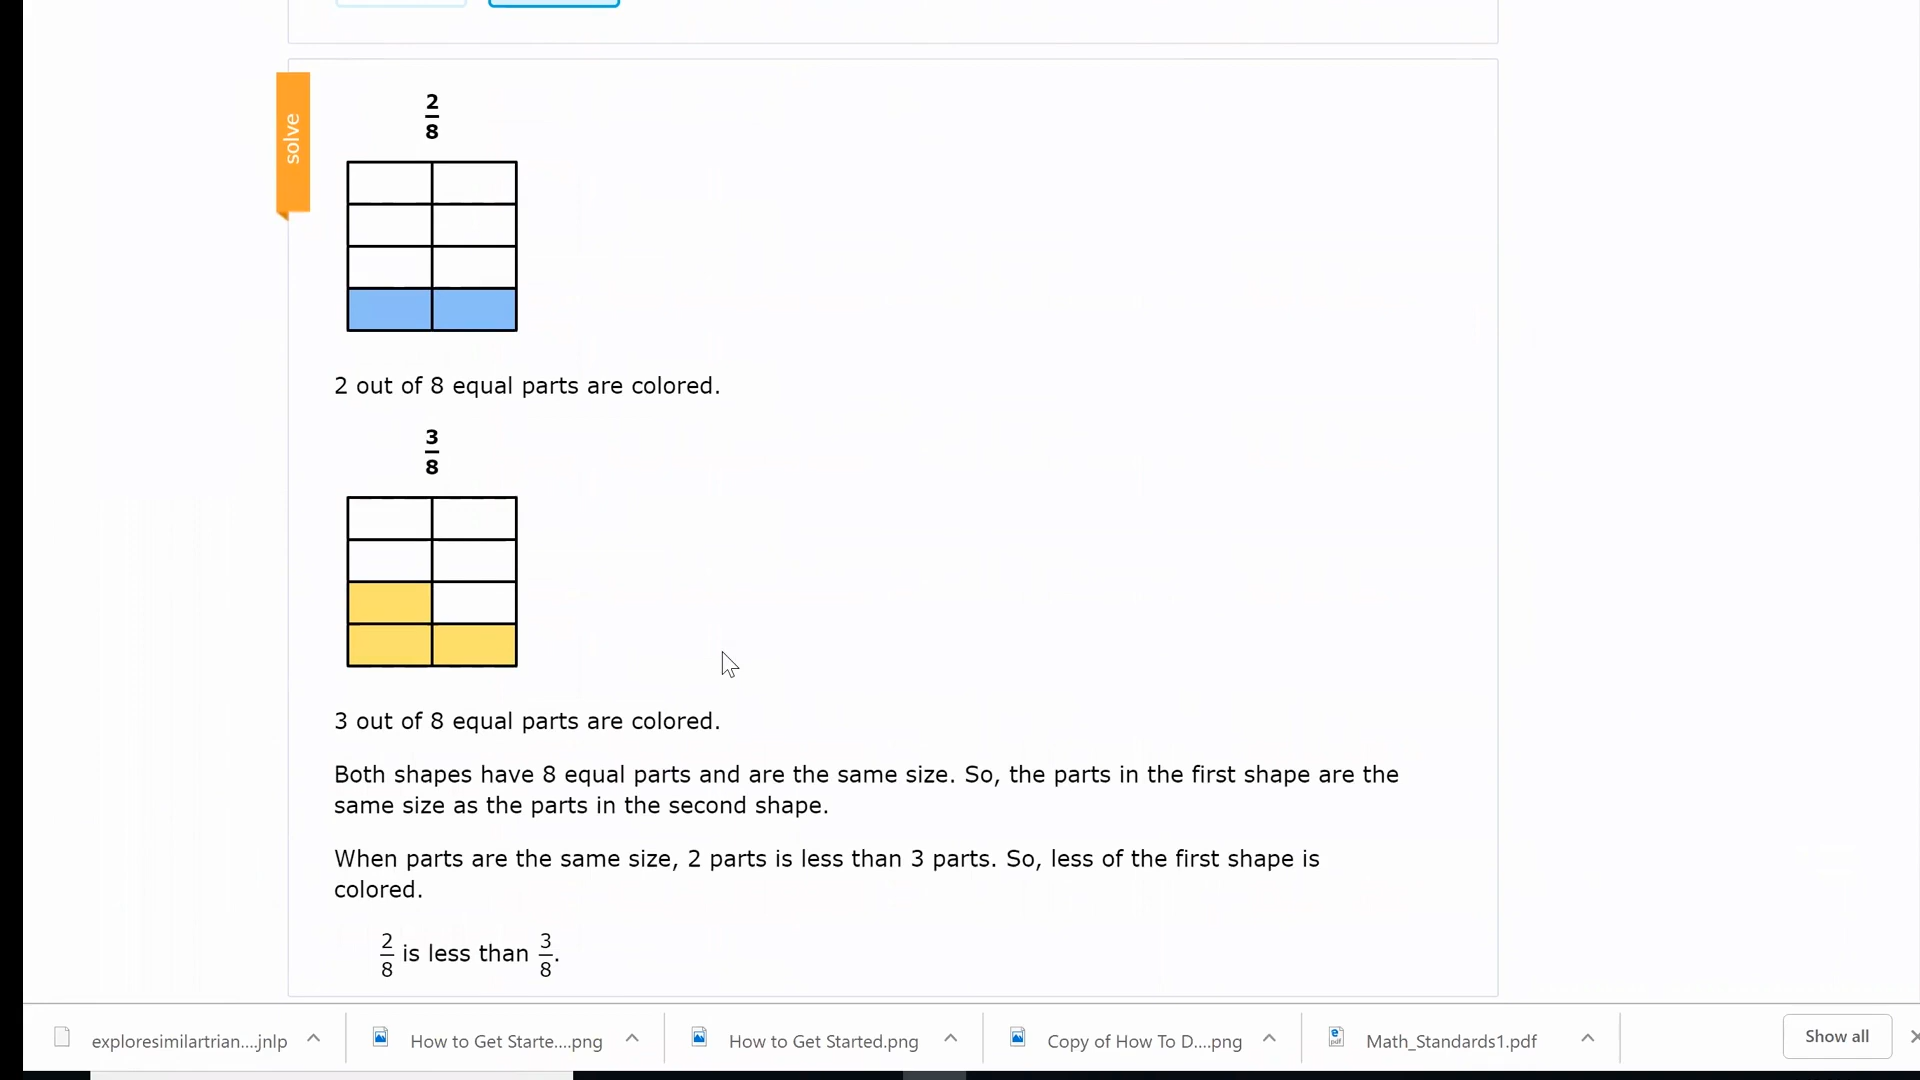 solve
2
8
2 out of 8 equal parts are colored.
3
8
3 out of 8 equal parts are colored.
Both shapes have 8 equal parts and are the same size. So, the parts in the first shape are the
same size as the parts in the second shape.
When parts are the same size, 2 parts is less than 3 parts. So, less of the first shape is
colored.
2/8 is less than 3/8.
exploresimilartrian....jnlp
How to Get Starte....png
How to Get Started.png
Copy of How To D....png
Math_Standards1.pdf
Show all